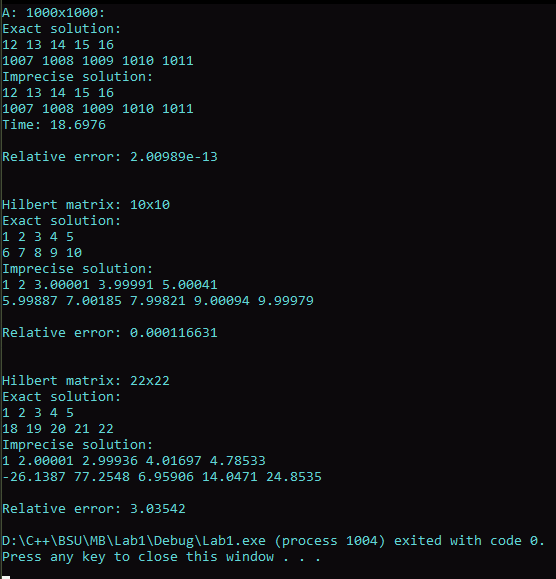 A: 1000x1000:
Exact solution:
12 13 14 15 16
1007 1008 1009 1010 1011
Imprecise solution:
12 13 14 15 16
1007 1008 1009 1010 1011
Time: 18.6976
Relative error: 2.00989e-13
Hilbert matrix: 10x10
Exact solution:
1 2 3 4 5
6 7 8 9 10
Imprecise solution:
1 2 3.00001 3.99991 5.00041
5.99887 7.00185 7.99821 9.00094 9.99979
Relative error: 0.000116631
Hilbert matrix: 22x22
Exact solution:
1 2 3 4 5
18 19 20 21 22
Imprecise solution:
1 2.00001 2.99936 4.01697 4.78533
-26.1387 77.2548 6.95906 14.0471 24.8535
Relative error: 3.03542
D:\C++\BSU\MB\Lab1\Debug\Lab1.exe (process 1004) exited with code 0.
Press any key to close this window . . .